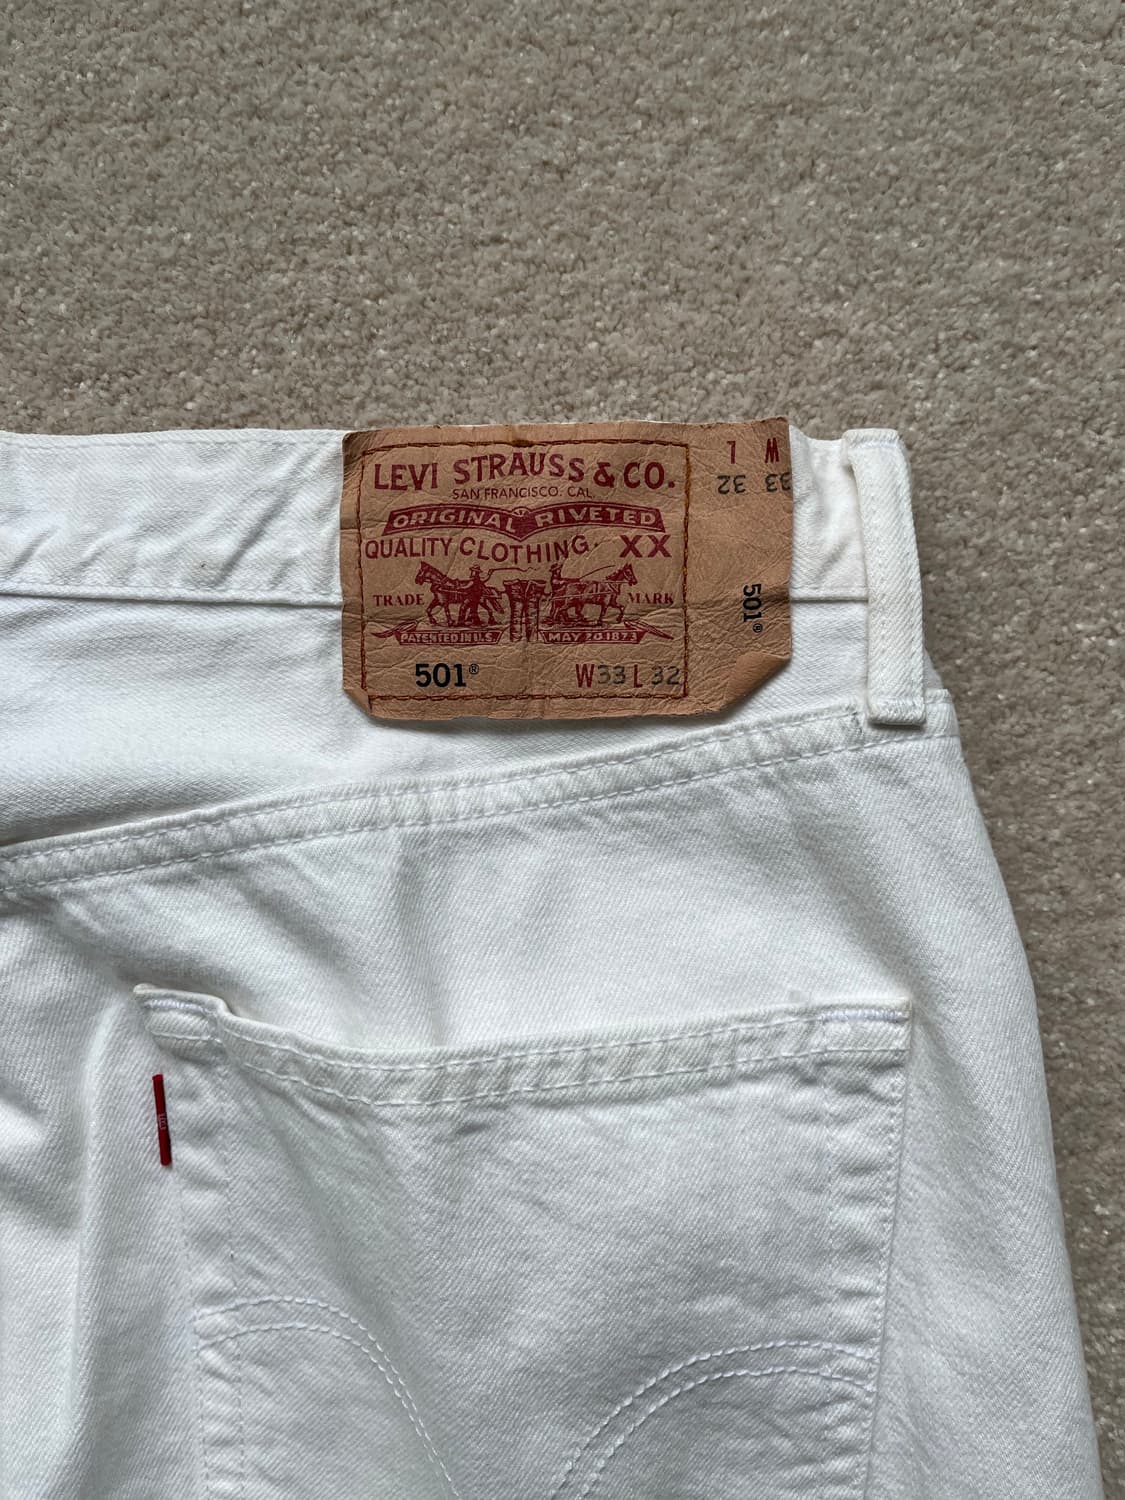 LEVI STRAUSS & CO.
SAN FRANCISCO. CAL.
ORIGINAL RIVETED
QUALITY CLOTHING XX
TRADE MARK
PATENTED IN U.S. MAY 20.1873
501® W33 L 32
W L
33 32
501®